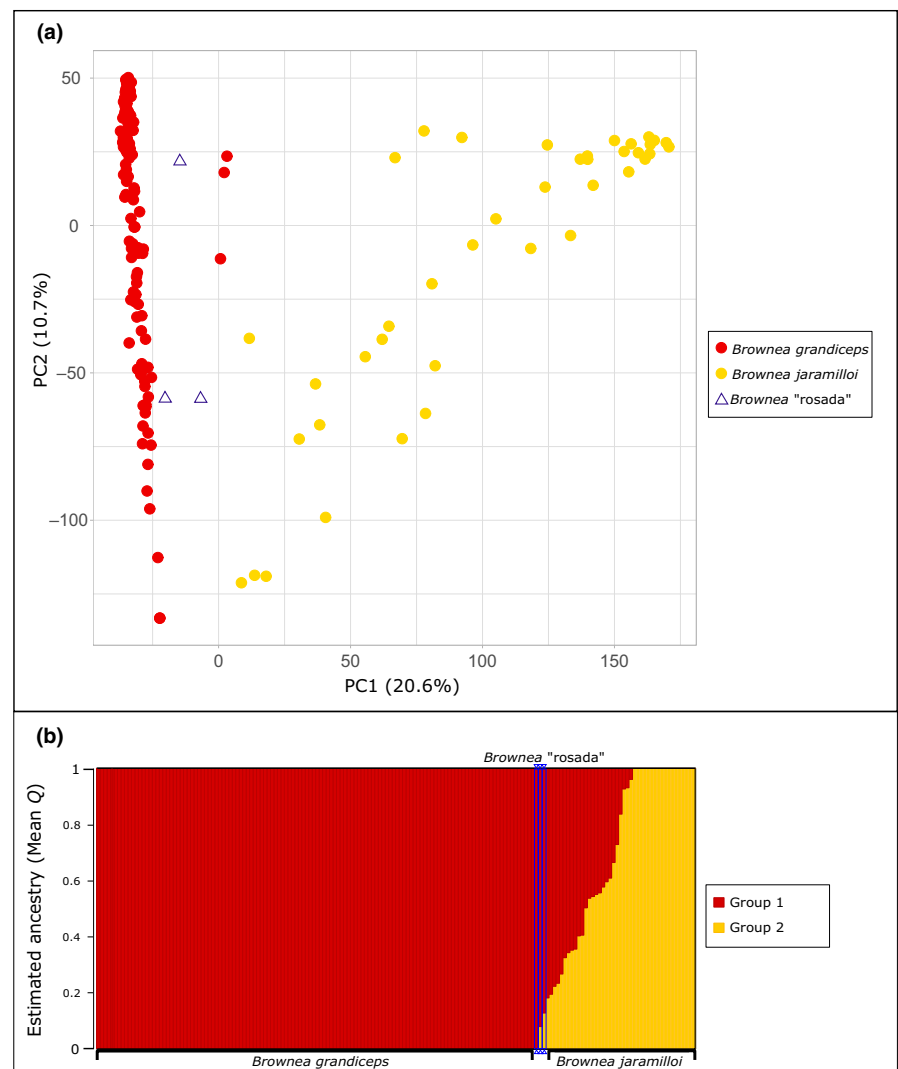 (a)
50
0
−50
−100
PC2 (10.7%)
0
50
100
150
PC1 (20.6%)
Brownea grandiceps
Brownea jaramilloi
Brownea "rosada"
(b)
Brownea "rosada"
1
0.8
0.6
0.4
0.2
0
Estimated ancestry (Mean Q)
Group 1
Group 2
Brownea grandiceps
Brownea jaramilloi